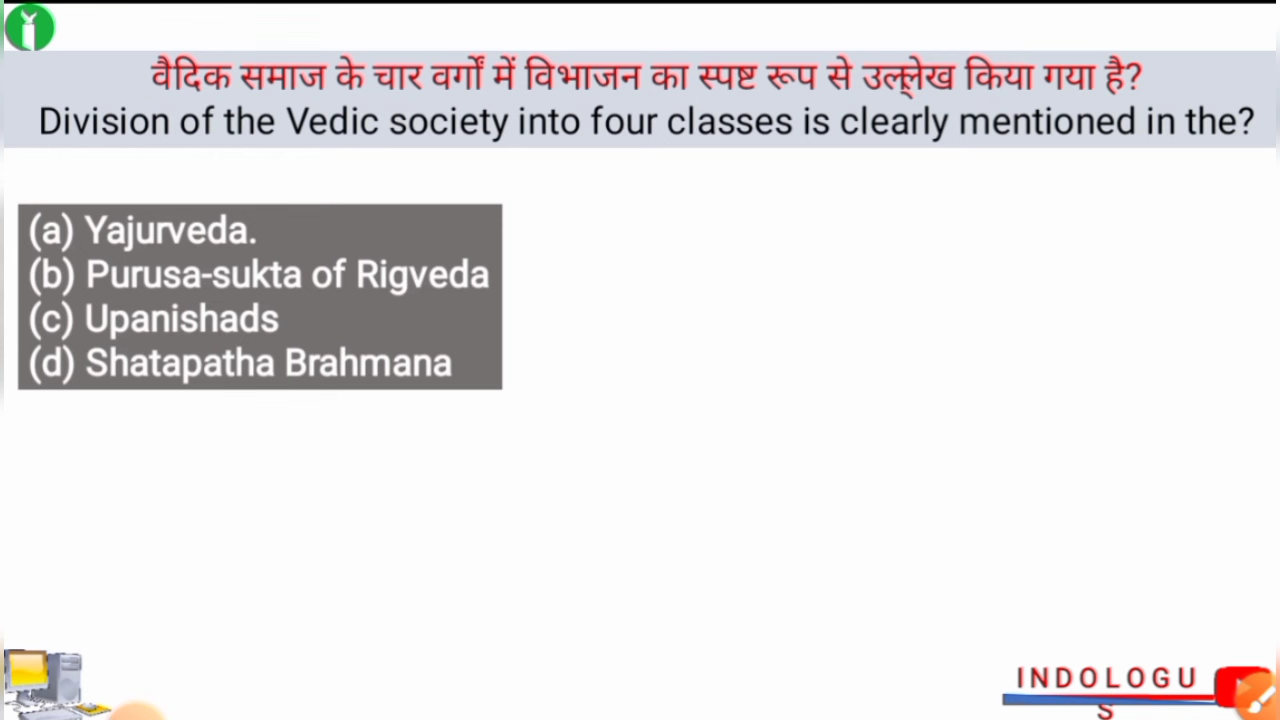 वैदिक समाज के चार वर्गों में विभाजन का स्पष्ट रूप से उल्लेख किया गया है?
Division of the Vedic society into four classes is clearly mentioned in the?
(a) Yajurveda.
(b) Purusa-sukta of Rigveda
(c) Upanishads
(d) Shatapatha Brahmana
INDOLOGU
S